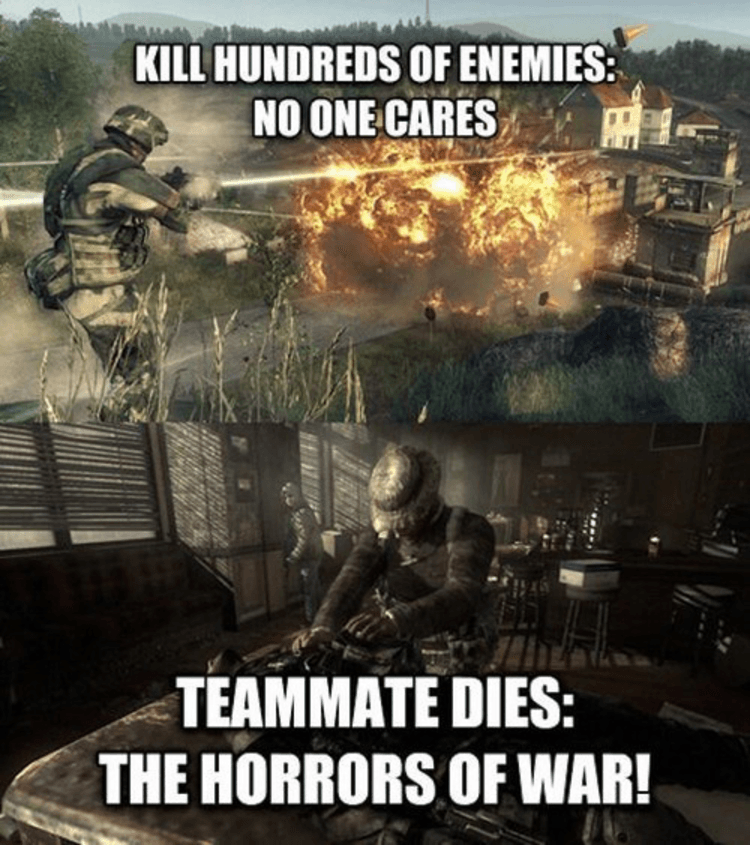 KILL HUNDREDS OF ENEMIES:
NO ONE CARES
TEAMMATE DIES:
THE HORRORS OF WAR!